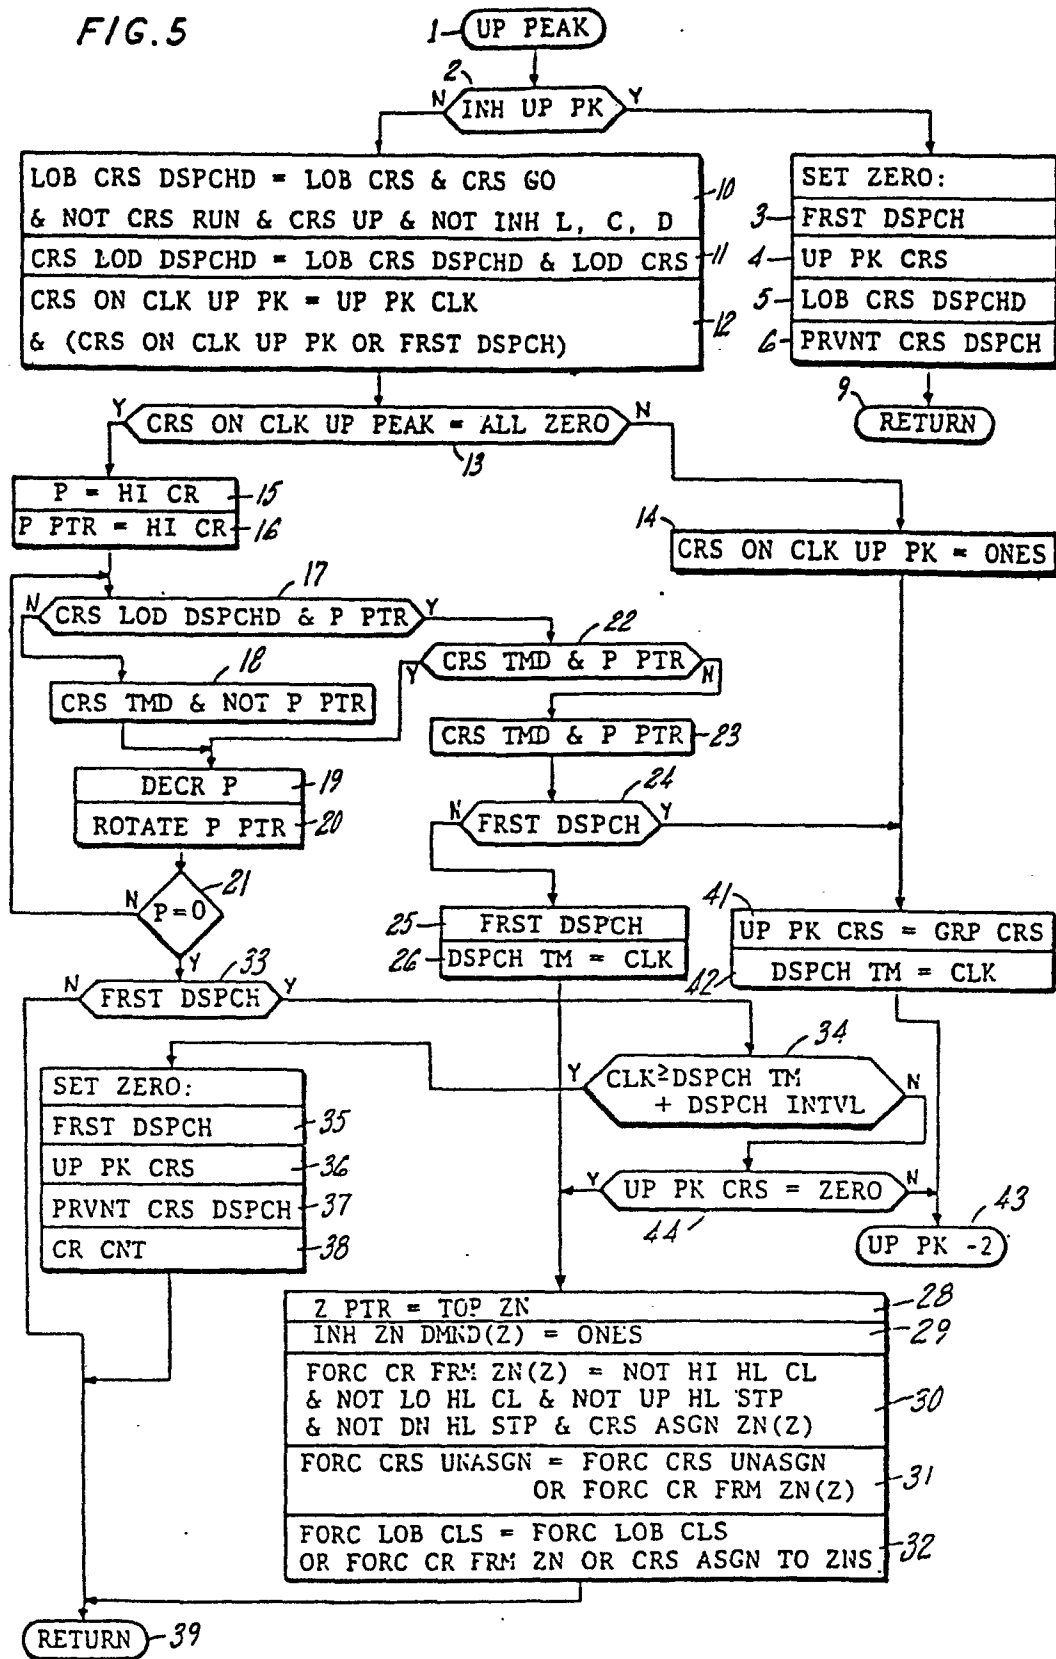 FIG.5
1 UP PEAK
2
N INH UP PK Y
LOB CRS DSPCHD = LOB CRS & CRS GO
& NOT CRS RUN & CRS UP & NOT INH L, C, D
10
CRS LOD DSPCHD = LOB CRS DSPCHD & LOD CRS 11
CRS ON CLK UP PK = UP PK CLK
& (CRS ON CLK UP PK OR FRST DSPCH)
12
SET ZERO:
3 FRST DSPCH
4 UP PK CRS
5 LOB CRS DSPCHD
6 PRVNT CRS DSPCH
9
RETURN
Y CRS ON CLK UP PEAK = ALL ZERO N
13
P = HI CR 15
P PTR = HI CR 16
14
CRS ON CLK UP PK = ONES
17
N CRS LOD DSPCHD & P PTR Y
22
Y CRS TMD & P PTR N
18
CRS TMD & NOT P PTR
CRS TMD & P PTR 23
DECR P 19
ROTATE P PTR 20
24
N FRST DSPCH Y
21
N P=0
Y
25 FRST DSPCH
26 DSPCH TM = CLK
41
UP PK CRS = GRP CRS
42 DSPCH TM = CLK
33
N FRST DSPCH Y
34
Y CLK≥DSPCH TM N
+ DSPCH INTVL
SET ZERO:
FRST DSPCH 35
UP PK CRS 36
PRVNT CRS DSPCH 37
CR CNT 38
Y UP PK CRS = ZERO N
44
43
UP PK -2
Z PTR = TOP ZN 28
INH ZN DMND(Z) = ONES 29
FORC CR FRM ZN(Z) = NOT HI HL CL
& NOT LO HL CL & NOT UP HL STP
& NOT DN HL STP & CRS ASGN ZN(Z)
30
FORC CRS UNASGN = FORC CRS UNASGN
OR FORC CR FRM ZN(Z)
31
FORC LOB CLS = FORC LOB CLS
OR FORC CR FRM ZN OR CRS ASGN TO ZNS
32
RETURN 39